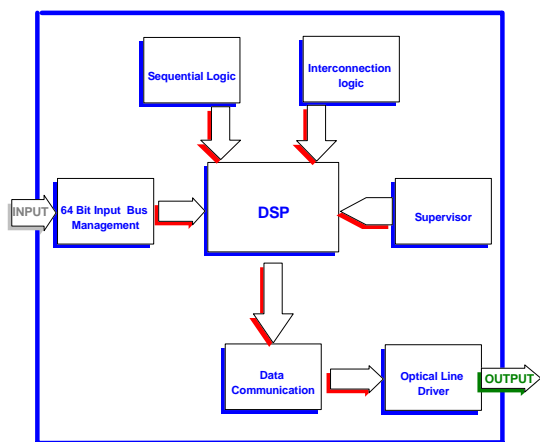 Sequential Logic
Interconnection
logic
INPUT
64 Bit Input Bus
Management
DSP
Supervisor
Data
Communication
Optical Line
Driver
OUTPUT